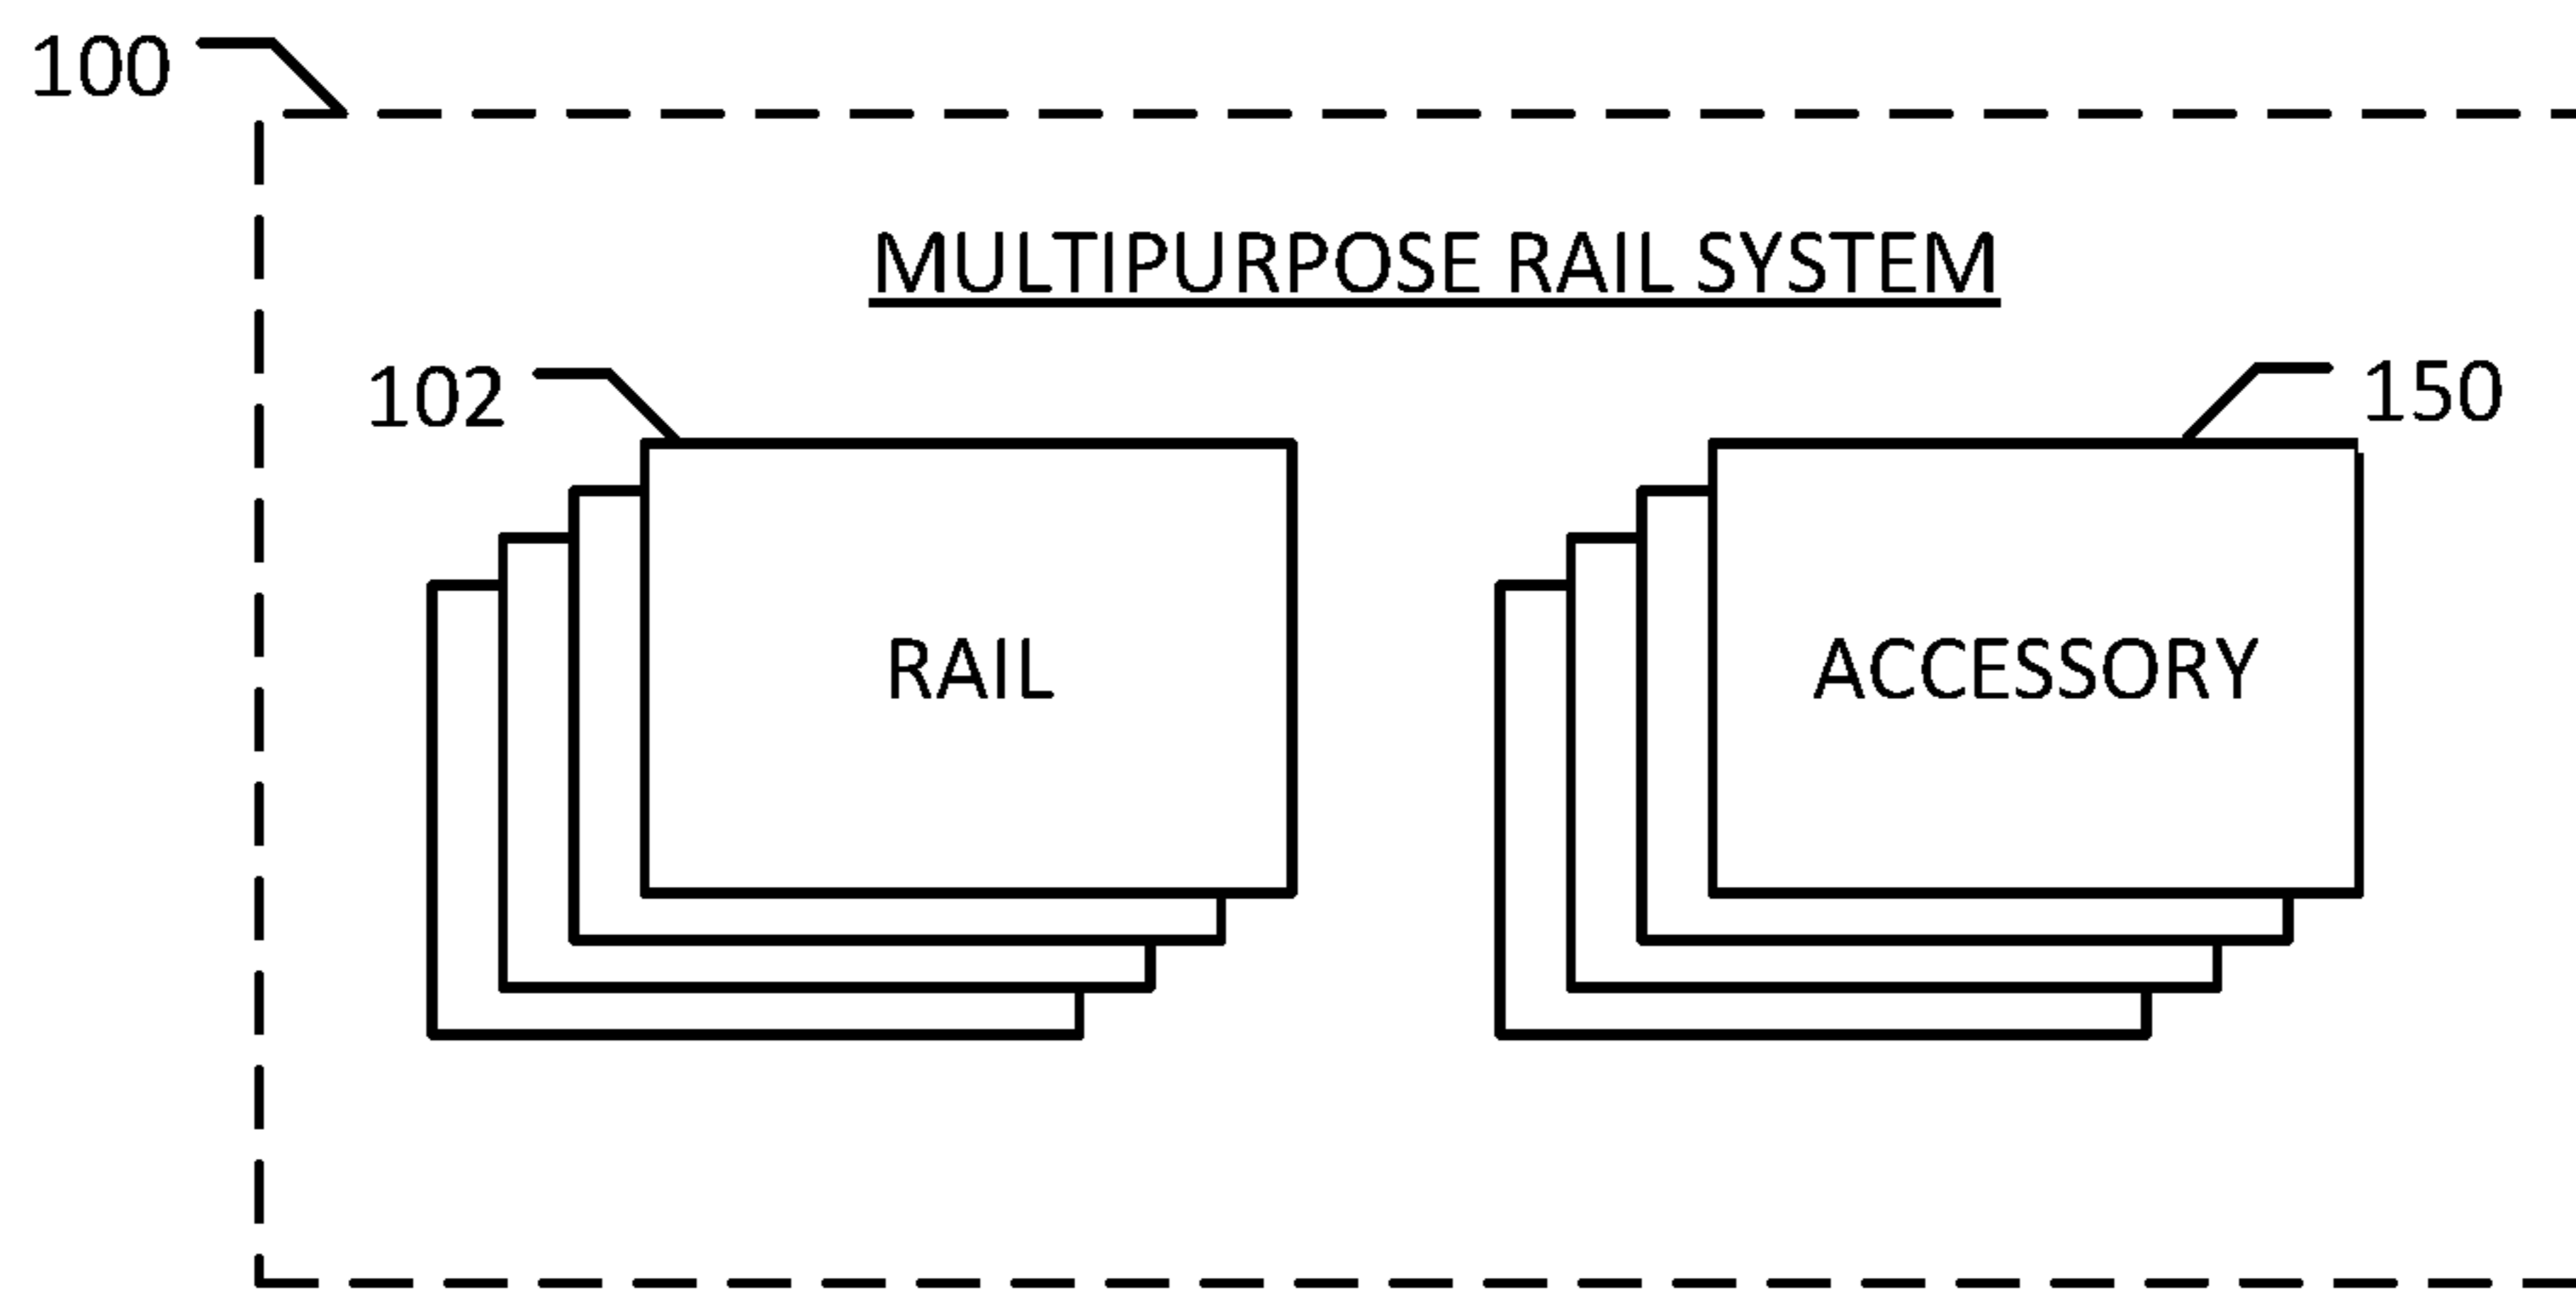 100
MULTIPURPOSE RAIL SYSTEM
102
150
RAIL
ACCESSORY